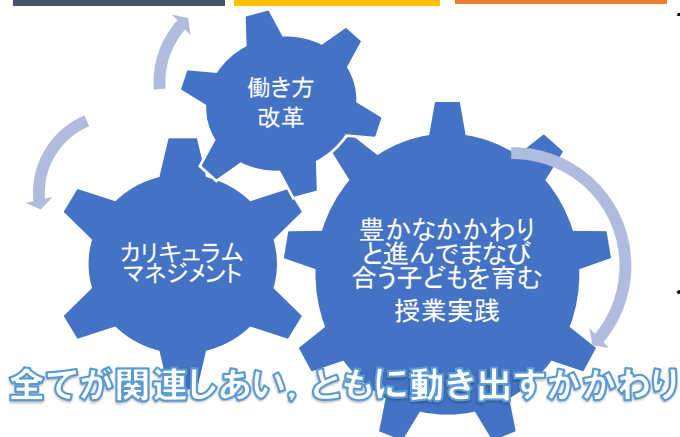 働き方
改革
カリキュラム
マネジメント
豊かなかかわり
と進んでまなび
合う子どもを育む
授業実践
全てが関連しあい，ともに動き出すかかわり